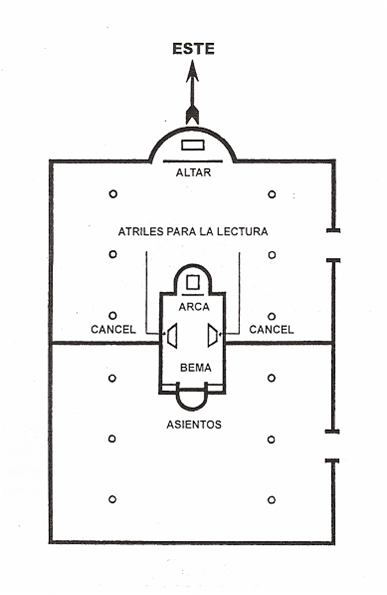 ESTE
ALTAR
ATRILES PARA LA LECTURA
ARCA
CANCEL
CANCEL
BEMA
ASIENTOS